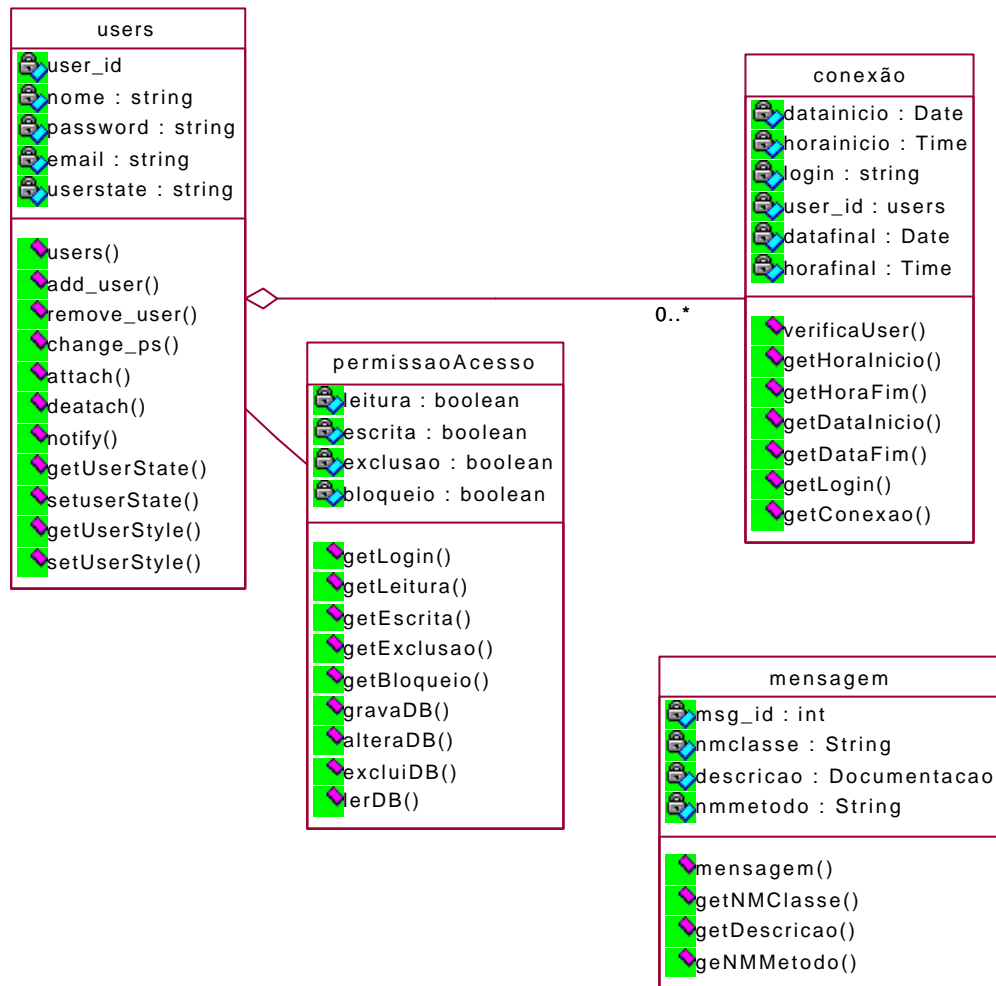 users
user_id
nome : string
password : string
email : string
userstate : string
users()
add_user()
remove_user()
change_ps()
attach()
deatach()
notify()
getUserState()
setuserState()
getUserStyle()
setUserStyle()
conexão
datainicio : Date
horainicio : Time
login : string
user_id : users
datafinal : Date
horafinal : Time
verificaUser()
getHoraInicio()
getHoraFim()
getDataInicio()
getDataFim()
getLogin()
getConexao()
0..*
permissaoAcesso
leitura : boolean
escrita : boolean
exclusao : boolean
bloqueio : boolean
getLogin()
getLeitura()
getEscrita()
getExclusao()
getBloqueio()
gravaDB()
alteraDB()
excluiDB()
lerDB()
mensagem
msg_id : int
nmclasse : String
descricao : Documentacao
nmmetodo : String
mensagem()
getNMClasse()
getDescricao()
geNMMetodo()